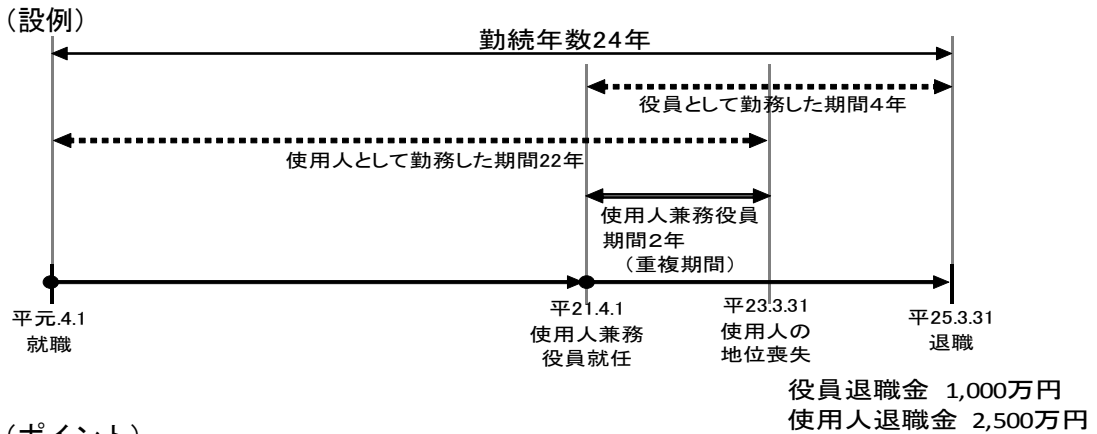 （設例）
勤続年数24年
役員として勤務した期間4年
使用人として勤務した期間22年
使用人兼務役員
期間２年
（重複期間）
平元.4.1
就職
平21.4.1
使用人兼務
役員就任
平23.3.31
使用人の
地位喪失
平25.3.31
退職
役員退職金 1,000万円
使用人退職金 2,500万円
（ポイント）